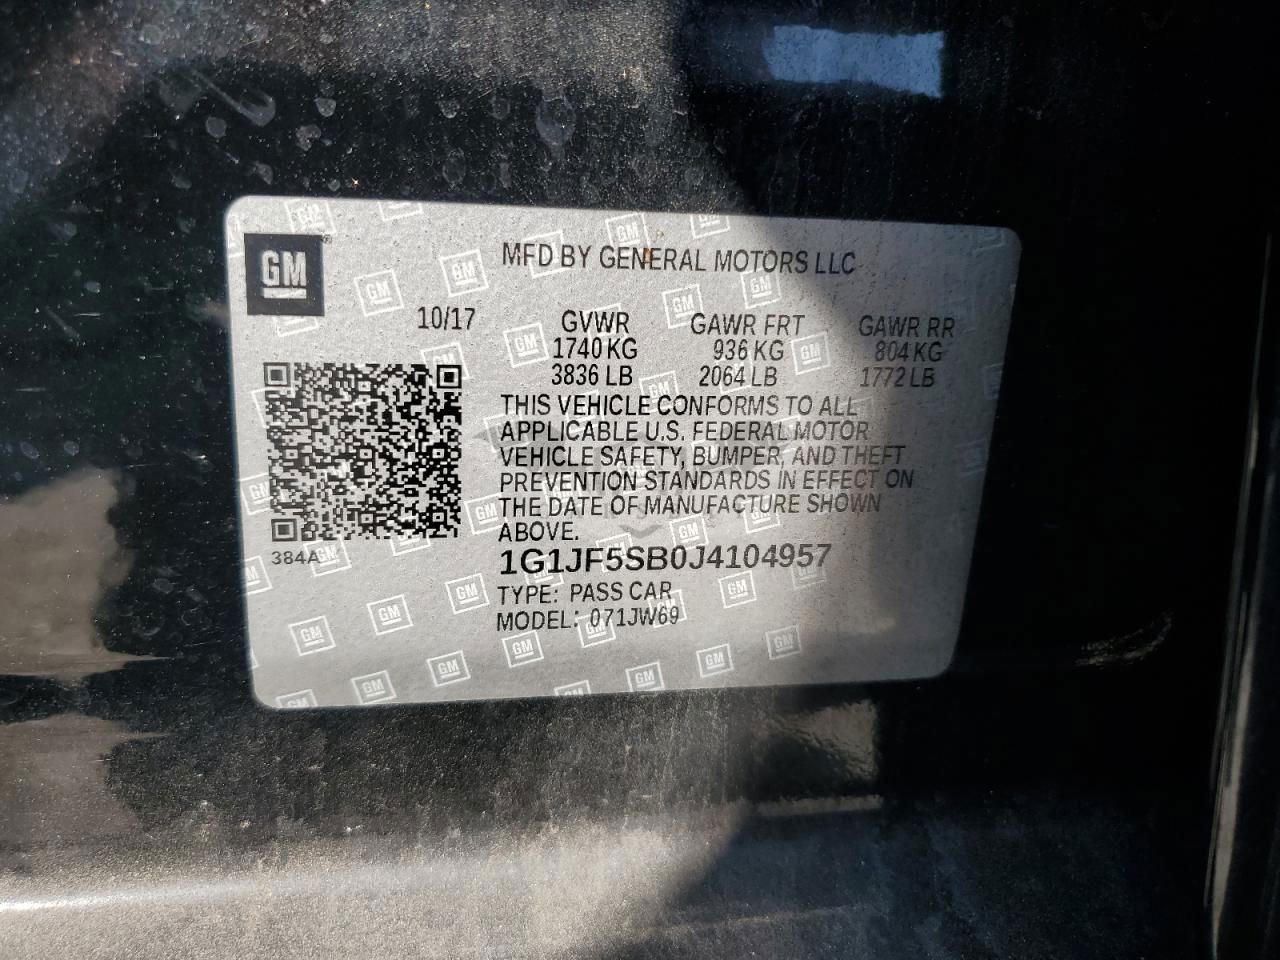 GM
MFD BY GENERAL MOTORS LLC
10/17
GVWR GAWR FRT GAWR RR
1740 KG 936 KG 804 KG
3836 LB 2064 LB 1772 LB
THIS VEHICLE CONFORMS TO ALL
APPLICABLE U.S. FEDERAL MOTOR
VEHICLE SAFETY, BUMPER, AND THEFT
PREVENTION STANDARDS IN EFFECT ON
THE DATE OF MANUFACTURE SHOWN
ABOVE.
384A
1G1JF5SB0J4104957
TYPE: PASS CAR
MODEL: 071JW69